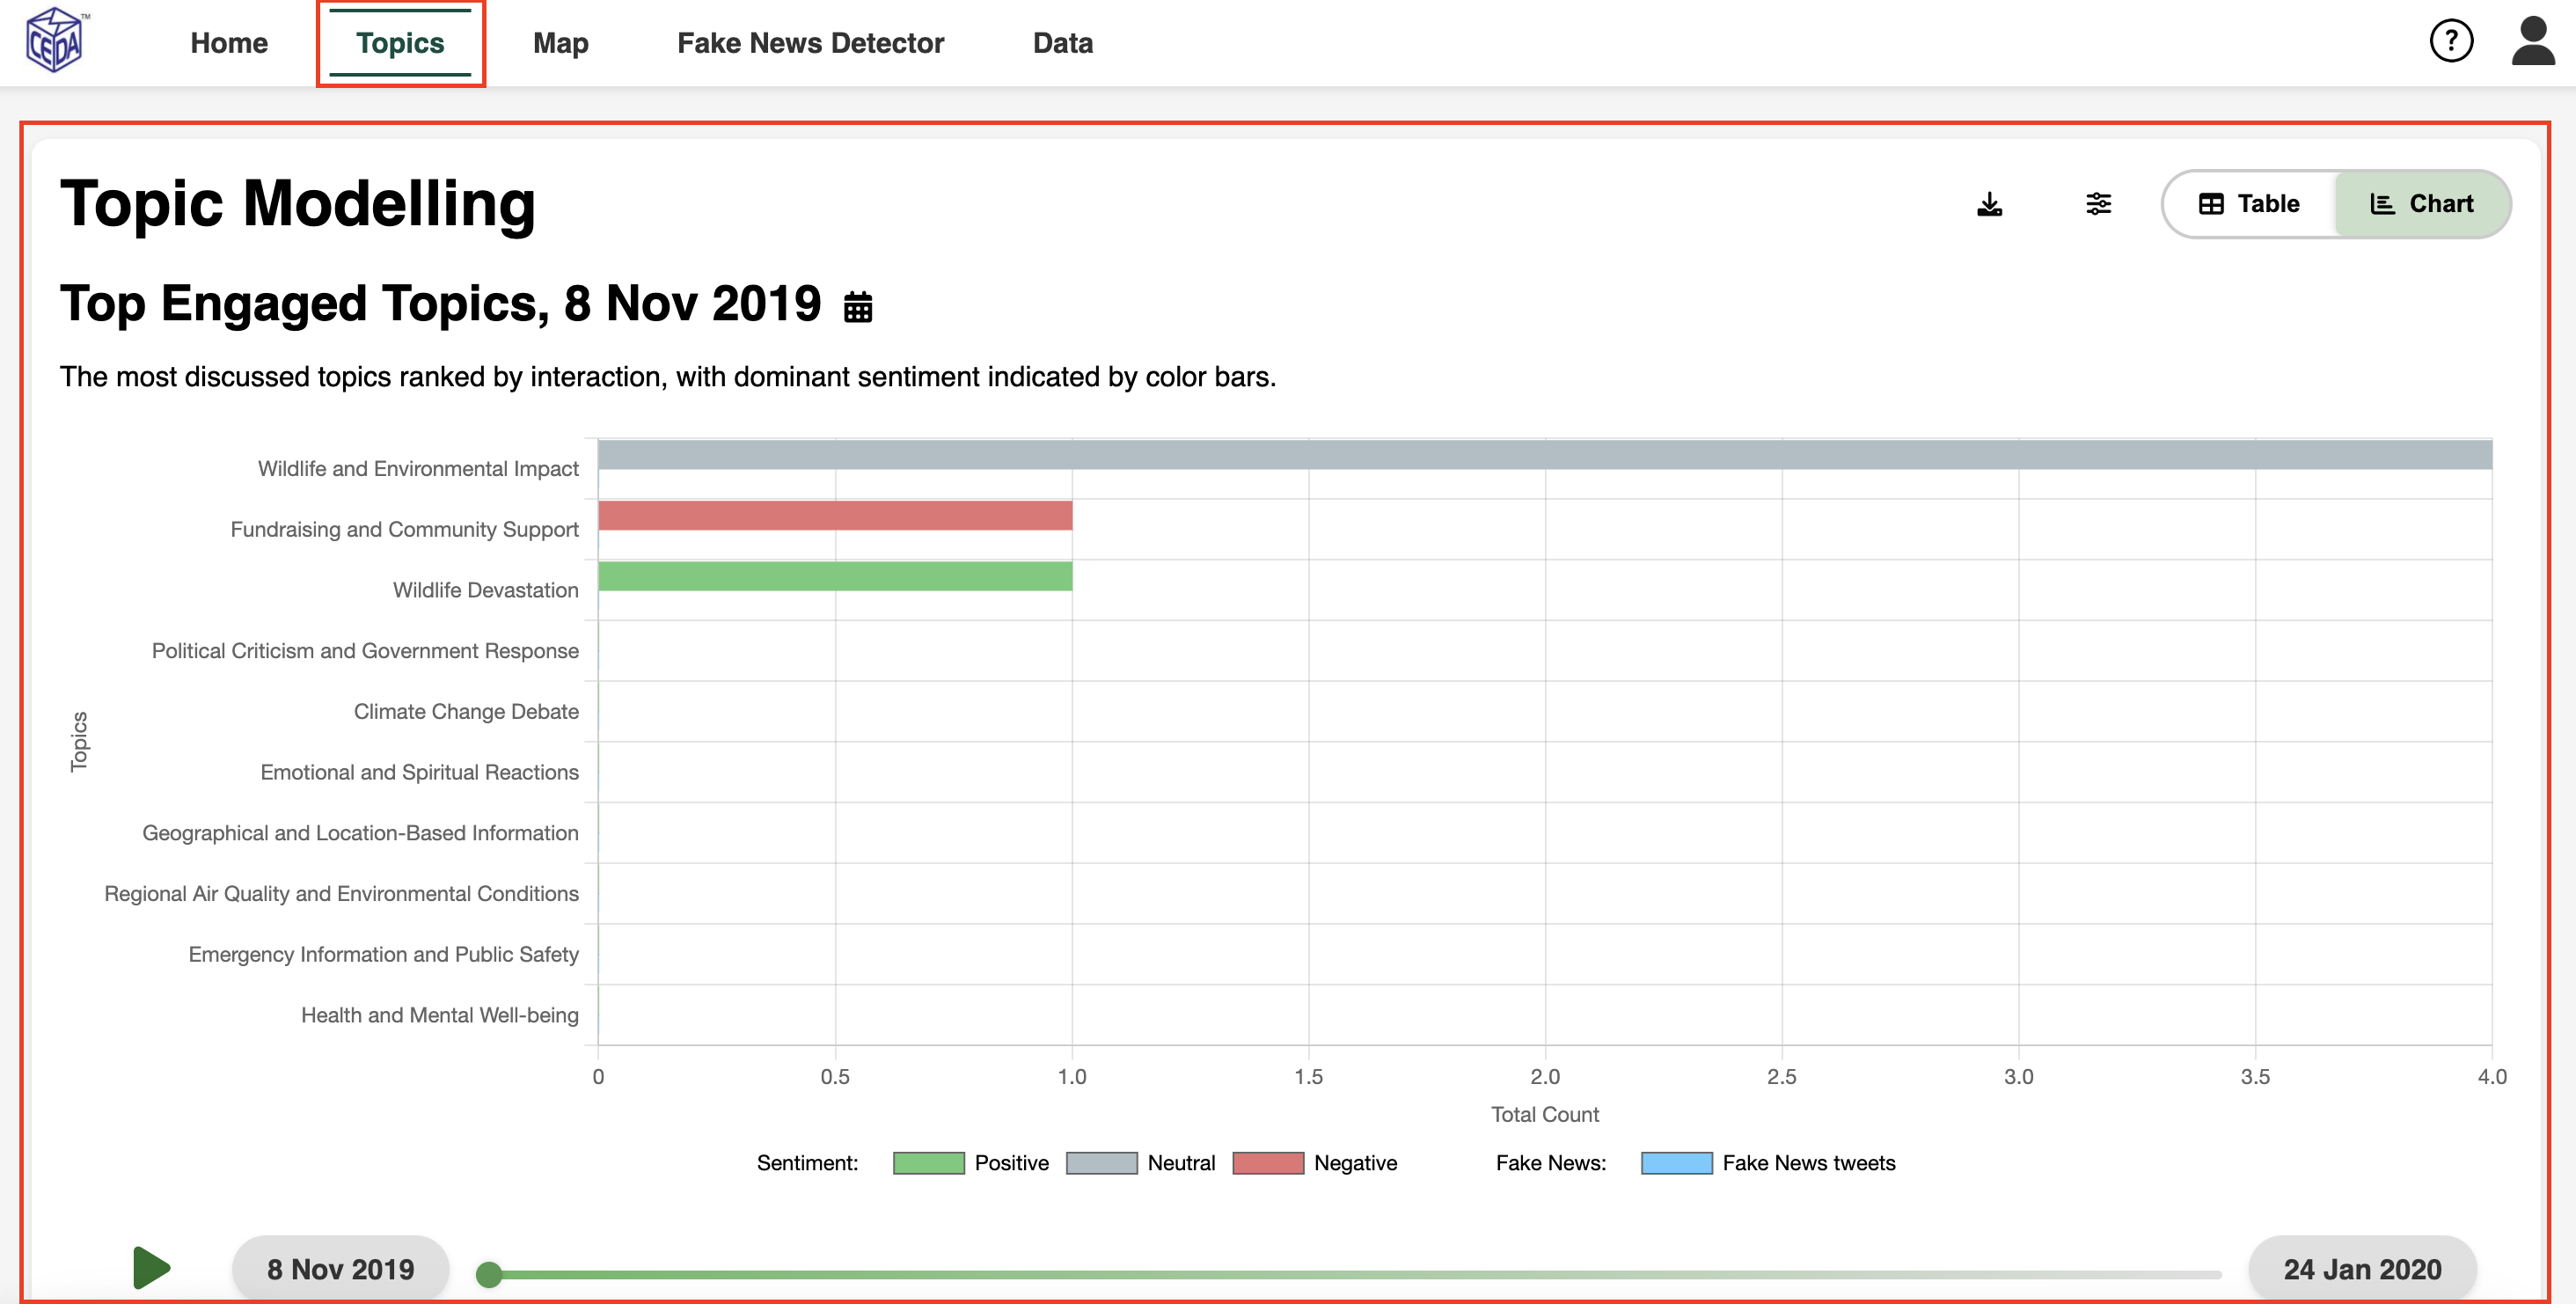 CEDA™
Home Topics Map Fake News Detector Data ?
Topic Modelling
Table Chart
Top Engaged Topics, 8 Nov 2019
The most discussed topics ranked by interaction, with dominant sentiment indicated by color bars.
Topics
Wildlife and Environmental Impact
Fundraising and Community Support
Wildlife Devastation
Political Criticism and Government Response
Climate Change Debate
Emotional and Spiritual Reactions
Geographical and Location-Based Information
Regional Air Quality and Environmental Conditions
Emergency Information and Public Safety
Health and Mental Well-being
0 0.5 1.0 1.5 2.0 2.5 3.0 3.5 4.0
Total Count
Sentiment: Positive Neutral Negative Fake News: Fake News tweets
8 Nov 2019 24 Jan 2020